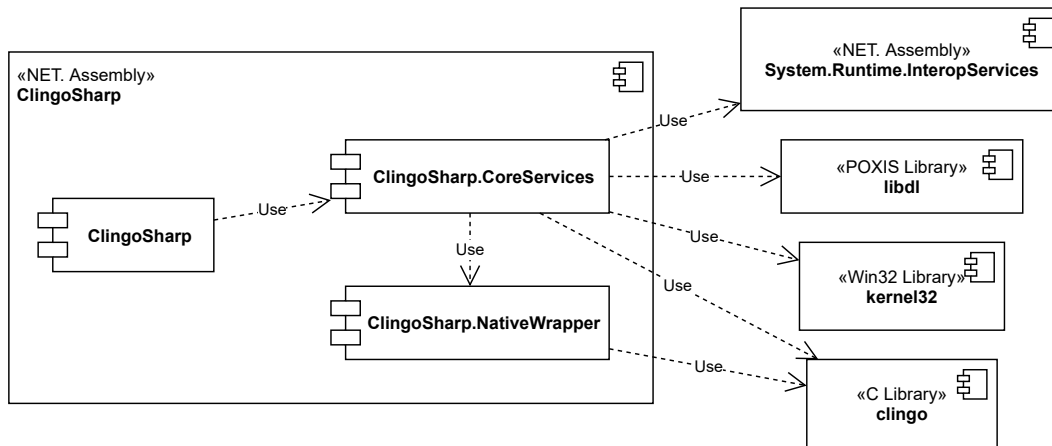 «NET. Assembly»
ClingoSharp
ClingoSharp
Use
ClingoSharp.CoreServices
Use
ClingoSharp.NativeWrapper
Use
«NET. Assembly»
System.Runtime.InteropServices
Use
«POXIS Library»
libdl
Use
«Win32 Library»
kernel32
Use
Use
«C Library»
clingo
Use